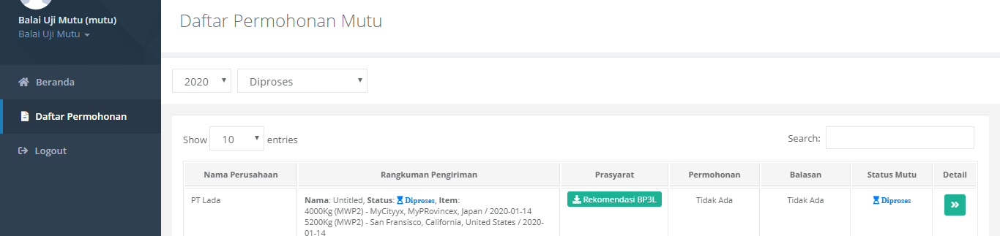 Balai Uji Mutu (mutu)
Balai Uji Mutu
Beranda
Daftar Permohonan
Logout
Daftar Permohonan Mutu
2020 Diproses
Show 10 entries Search:
Nama Perusahaan Rangkuman Pengiriman Prasyarat Permohonan Balasan Status Mutu Detail
PT Lada Nama: Untitled, Status: Diproses, Item: Rekomendasi BP3L Tidak Ada Tidak Ada Diproses
4000Kg (MWP2) - MyCityyx, MyPRovincex, Japan / 2020-01-14
5200Kg (MWP2) - San Fransisco, California, United States / 2020-
01-14